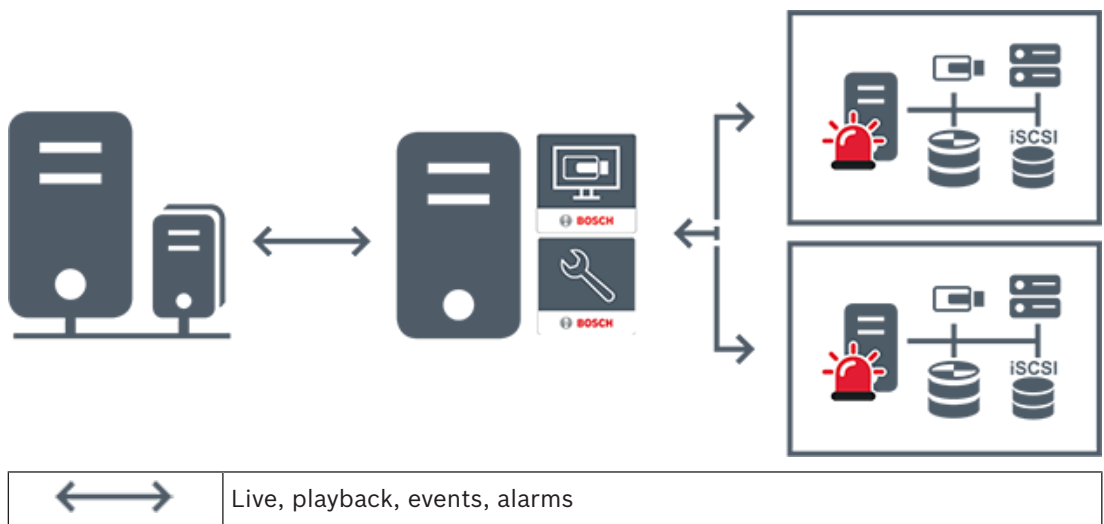 iSCSI
BOSCH
BOSCH
iSCSI
Live, playback, events, alarms